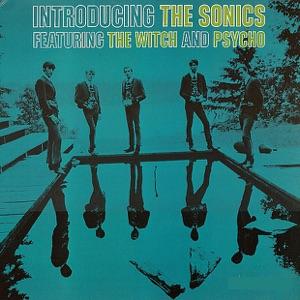 INTRODUCING THE SONICS
FEATURING THE WITCH AND PSYCHO